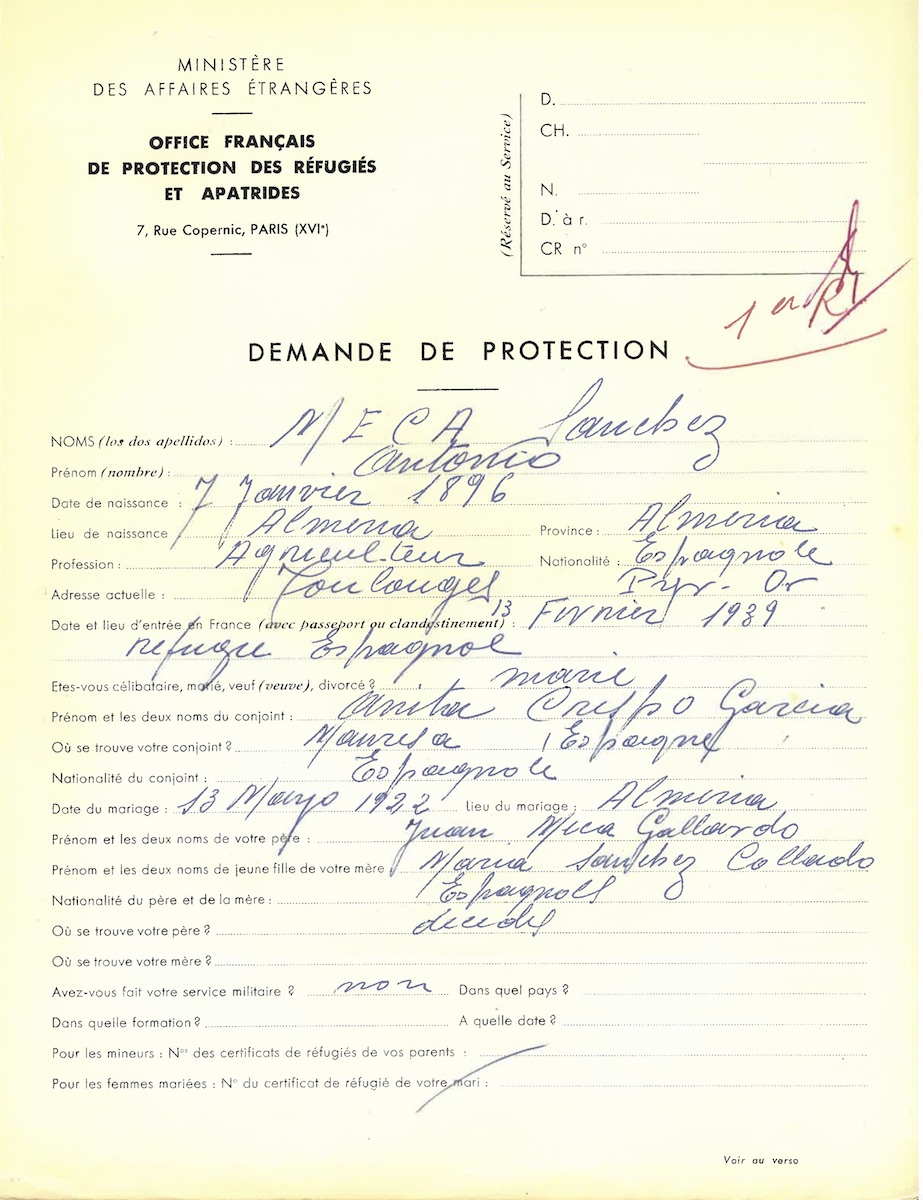 MINISTÈRE
DES AFFAIRES ÉTRANGÈRES
OFFICE FRANÇAIS
DE PROTECTION DES RÉFUGIÉS
ET APATRIDES
7, Rue Copernic, PARIS (XVIe)
(Réservé au Service)
D.
CH.
N.
D. à r.
CR n°
1 er
DEMANDE DE PROTECTION
NOMS (los dos apellidos) : MECA Sanchez
Prénom (nombre) : Antonio
Date de naissance : 7 Janvier 1896
Lieu de naissance Almeria Province : Almeria
Profession : Agriculteur Nationalité : Espagnole
Adresse actuelle : Toulouges Pyr- Or
Date et lieu d'entrée en France (avec passeport ou clandestinement) : 13 Fevrier 1939
refugie Espagnol
Etes-vous célibataire, marié, veuf (veuve), divorcé ? marie
Prénom et les deux noms du conjoint : Anita Crespo Garcia
Où se trouve votre conjoint ? Manresa Espagne
Nationalité du conjoint : Espagnole
Date du mariage : 13 Mayo 1922 Lieu du mariage : Almeria
Prénom et les deux noms de votre père : Juan Meca Gallardo
Prénom et les deux noms de jeune fille de votre mère Maria Sanchez Collado
Nationalité du père et de la mère : Espagnols
Où se trouve votre père ? decedes
Où se trouve votre mère ?
Avez-vous fait votre service militaire ? non Dans quel pays ?
Dans quelle formation ? A quelle date ?
Pour les mineurs : Nos des certificats de réfugiés de vos parents :
Pour les femmes mariées : N° du certificat de réfugié de votre mari :
Voir au verso